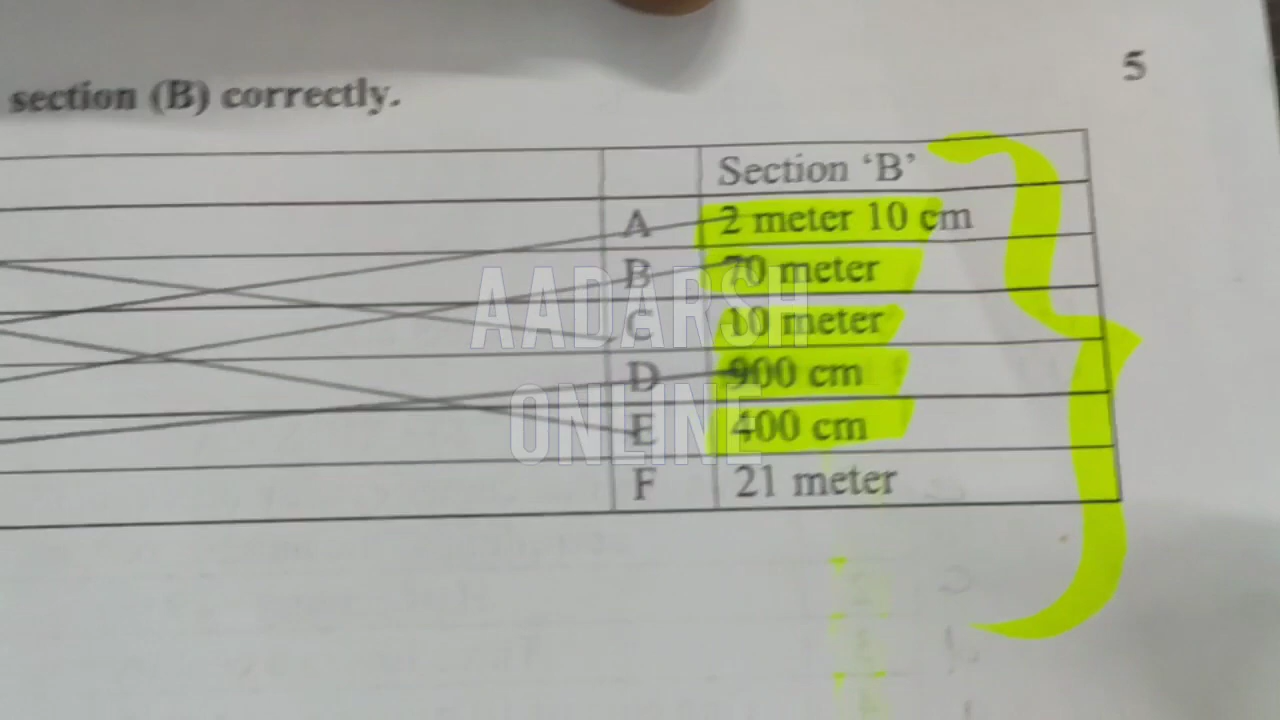 5
section (B) correctly.
Section ‘B’
A 2 meter 10 cm
B 70 meter
C 10 meter
D 900 cm
E 400 cm
F 21 meter
AADARSH
ONLINE